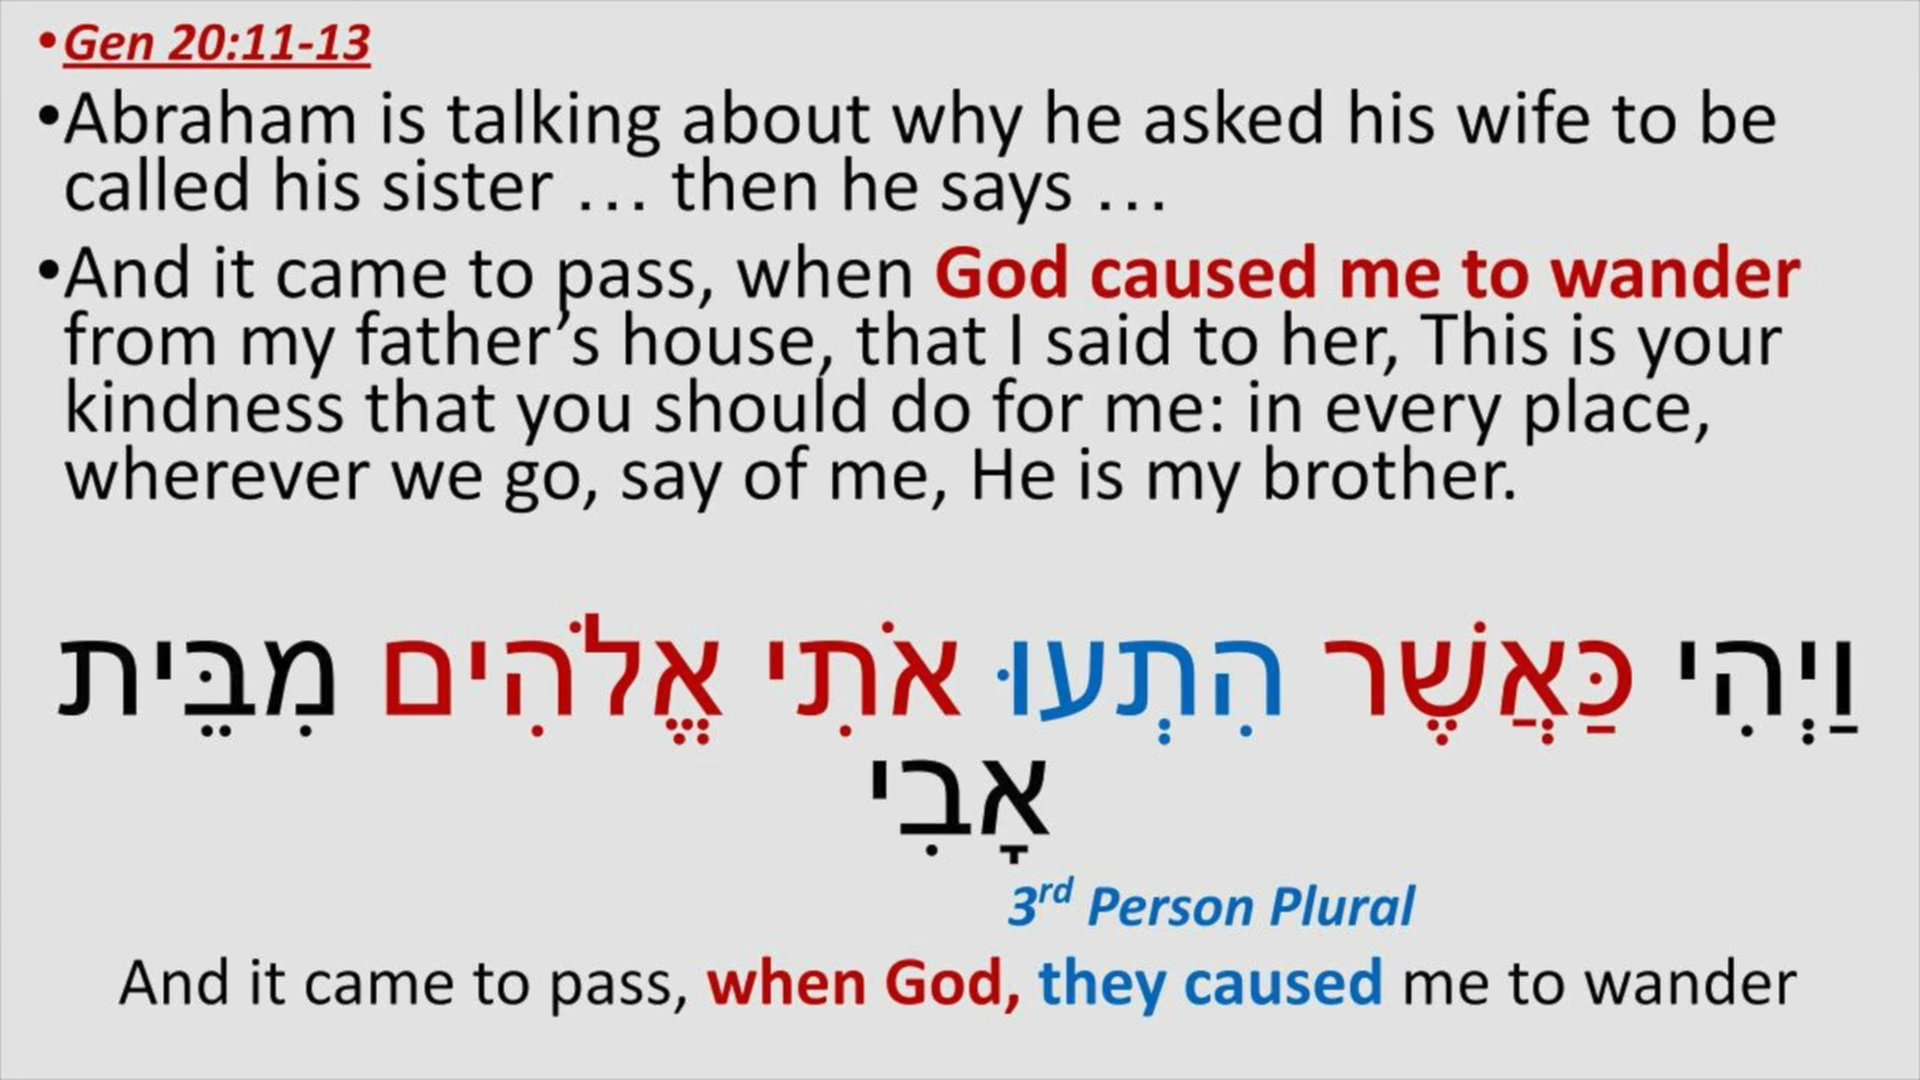 •Gen 20:11-13
•Abraham is talking about why he asked his wife to be
called his sister … then he says …
•And it came to pass, when God caused me to wander
from my father’s house, that I said to her, This is your
kindness that you should do for me: in every place,
wherever we go, say of me, He is my brother.
וַיְהִי כַּאֲשֶׁר הִתְעוּ אֹתִי אֱלֹהִים מִבֵּית
אָבִי
3rd Person Plural
And it came to pass, when God, they caused me to wander